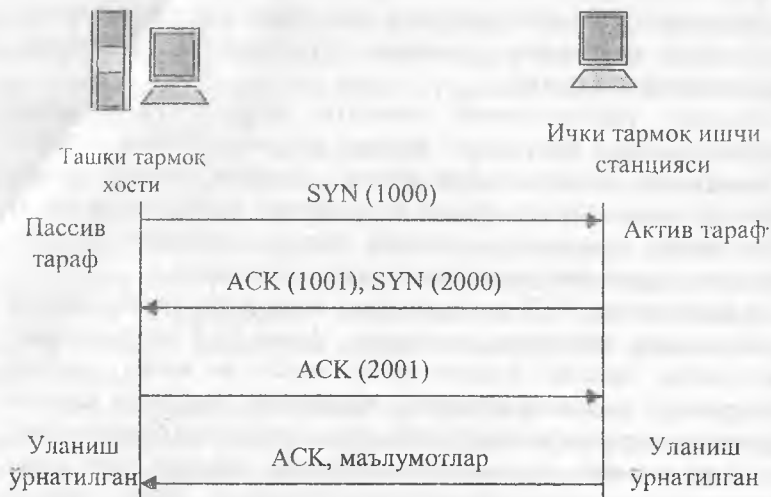 Ташки тармоқ
хости
Ички тармоқ ишчи
станцияси
SYN (1000)
Пассив
тараф
Актив тараф
ACK (1001), SYN (2000)
ACK (2001)
Уланиш
ўрнатилган
ACK, маълумотлар
Уланиш
ўрнатилган